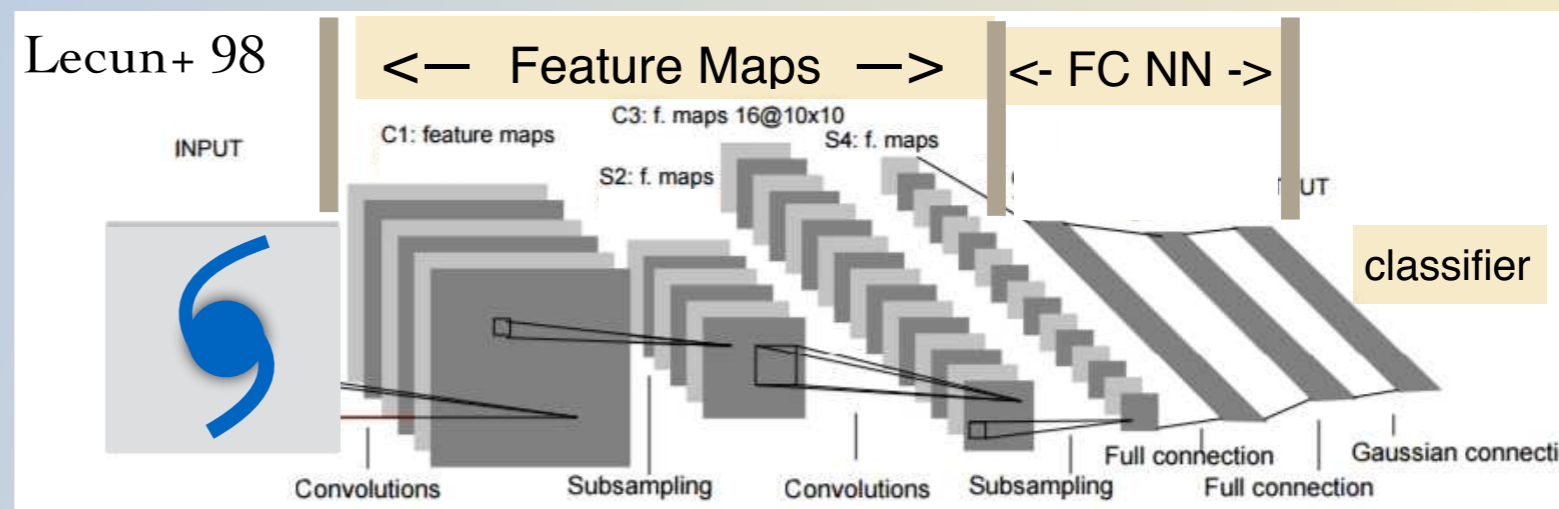 Lecun+ 98
<— Feature Maps —>
<- FC NN ->
INPUT
C1: feature maps
C3: f. maps 16@10x10
S2: f. maps
S4: f. maps
UT
classifier
Convolutions
Subsampling
Convolutions
Subsampling
Full connection
Full connection
Gaussian connecti